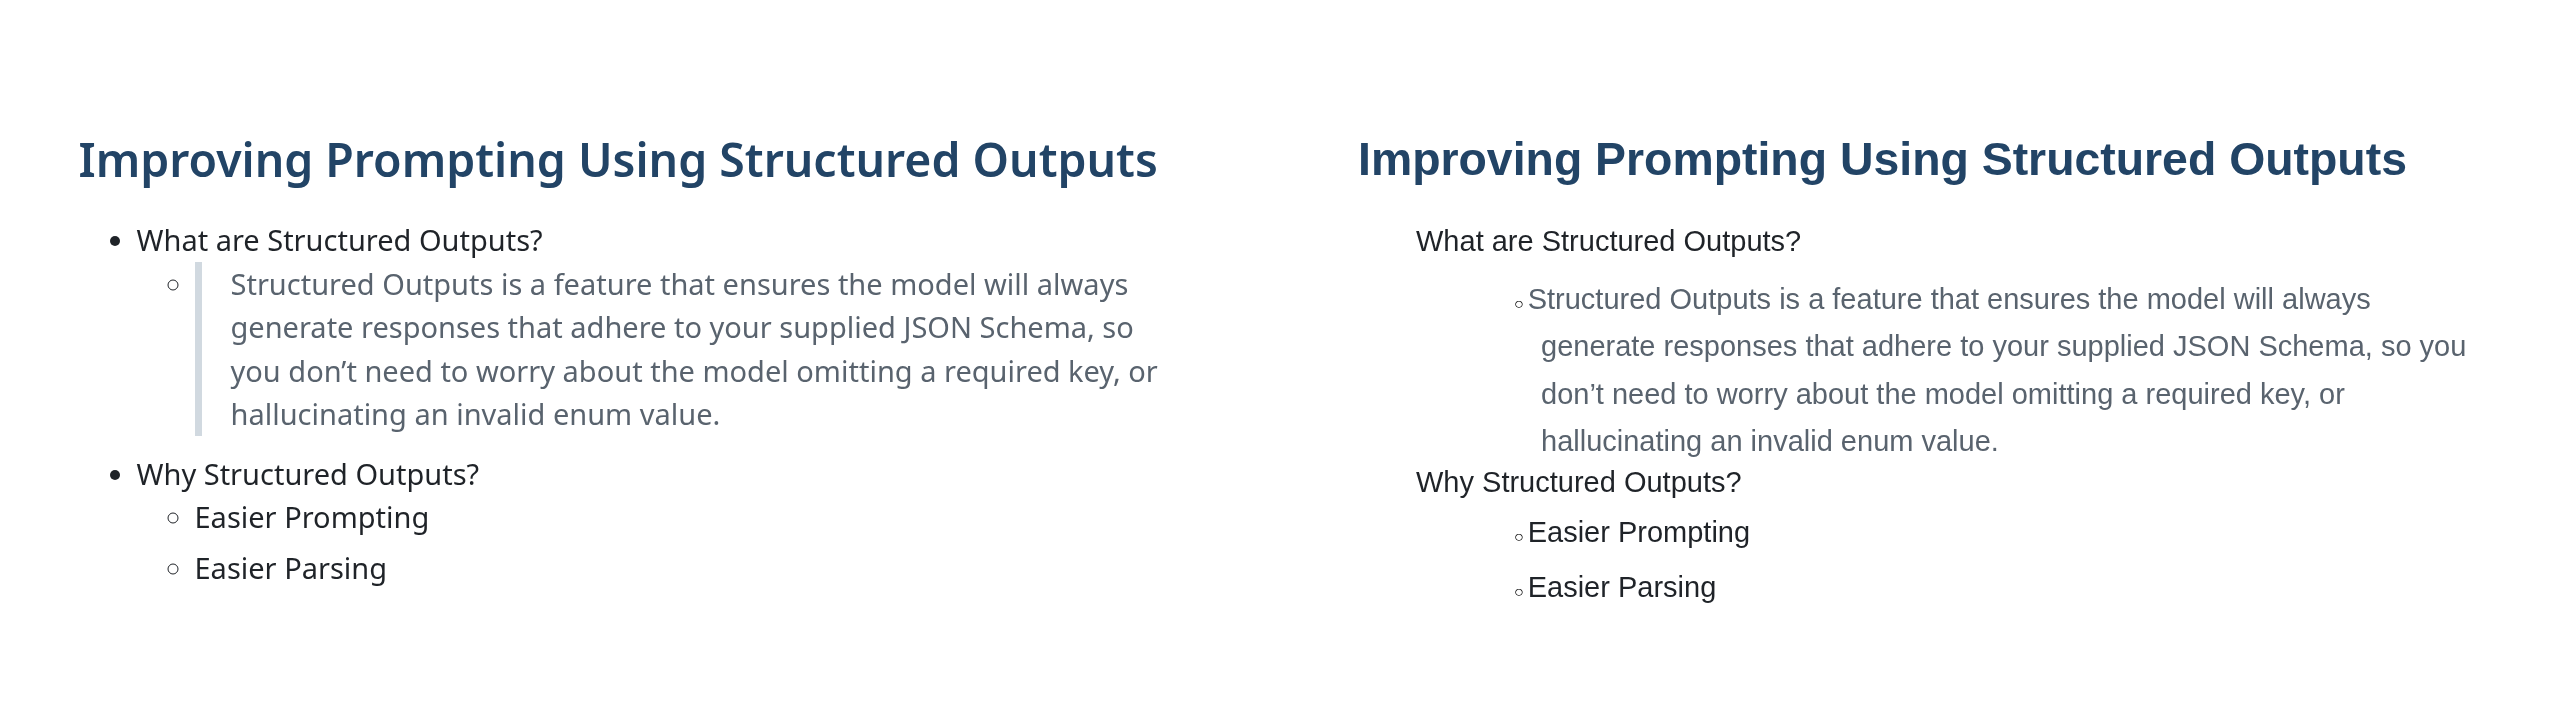 Improving Prompting Using Structured Outputs
• What are Structured Outputs?
◦ Structured Outputs is a feature that ensures the model will always
generate responses that adhere to your supplied JSON Schema, so
you don’t need to worry about the model omitting a required key, or
hallucinating an invalid enum value.
• Why Structured Outputs?
◦ Easier Prompting
◦ Easier Parsing
Improving Prompting Using Structured Outputs
What are Structured Outputs?
◦ Structured Outputs is a feature that ensures the model will always
generate responses that adhere to your supplied JSON Schema, so you
don’t need to worry about the model omitting a required key, or
hallucinating an invalid enum value.
Why Structured Outputs?
◦ Easier Prompting
◦ Easier Parsing